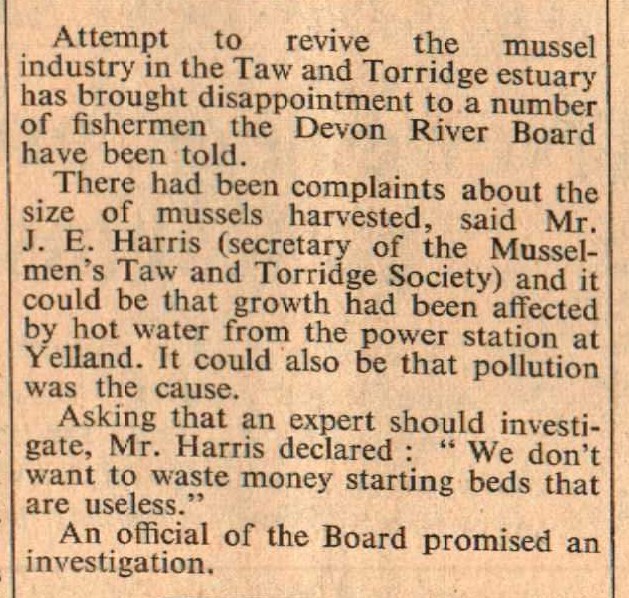 Attempt to revive the mussel
industry in the Taw and Torridge estuary
has brought disappointment to a number
of fishermen the Devon River Board
have been told.
There had been complaints about the
size of mussels harvested, said Mr.
J. E. Harris (secretary of the Mussel-
men's Taw and Torridge Society) and it
could be that growth had been affected
by hot water from the power station at
Yelland. It could also be that pollution
was the cause.
Asking that an expert should investi-
gate, Mr. Harris declared : “ We don't
want to waste money starting beds that
are useless.”
An official of the Board promised an
investigation.